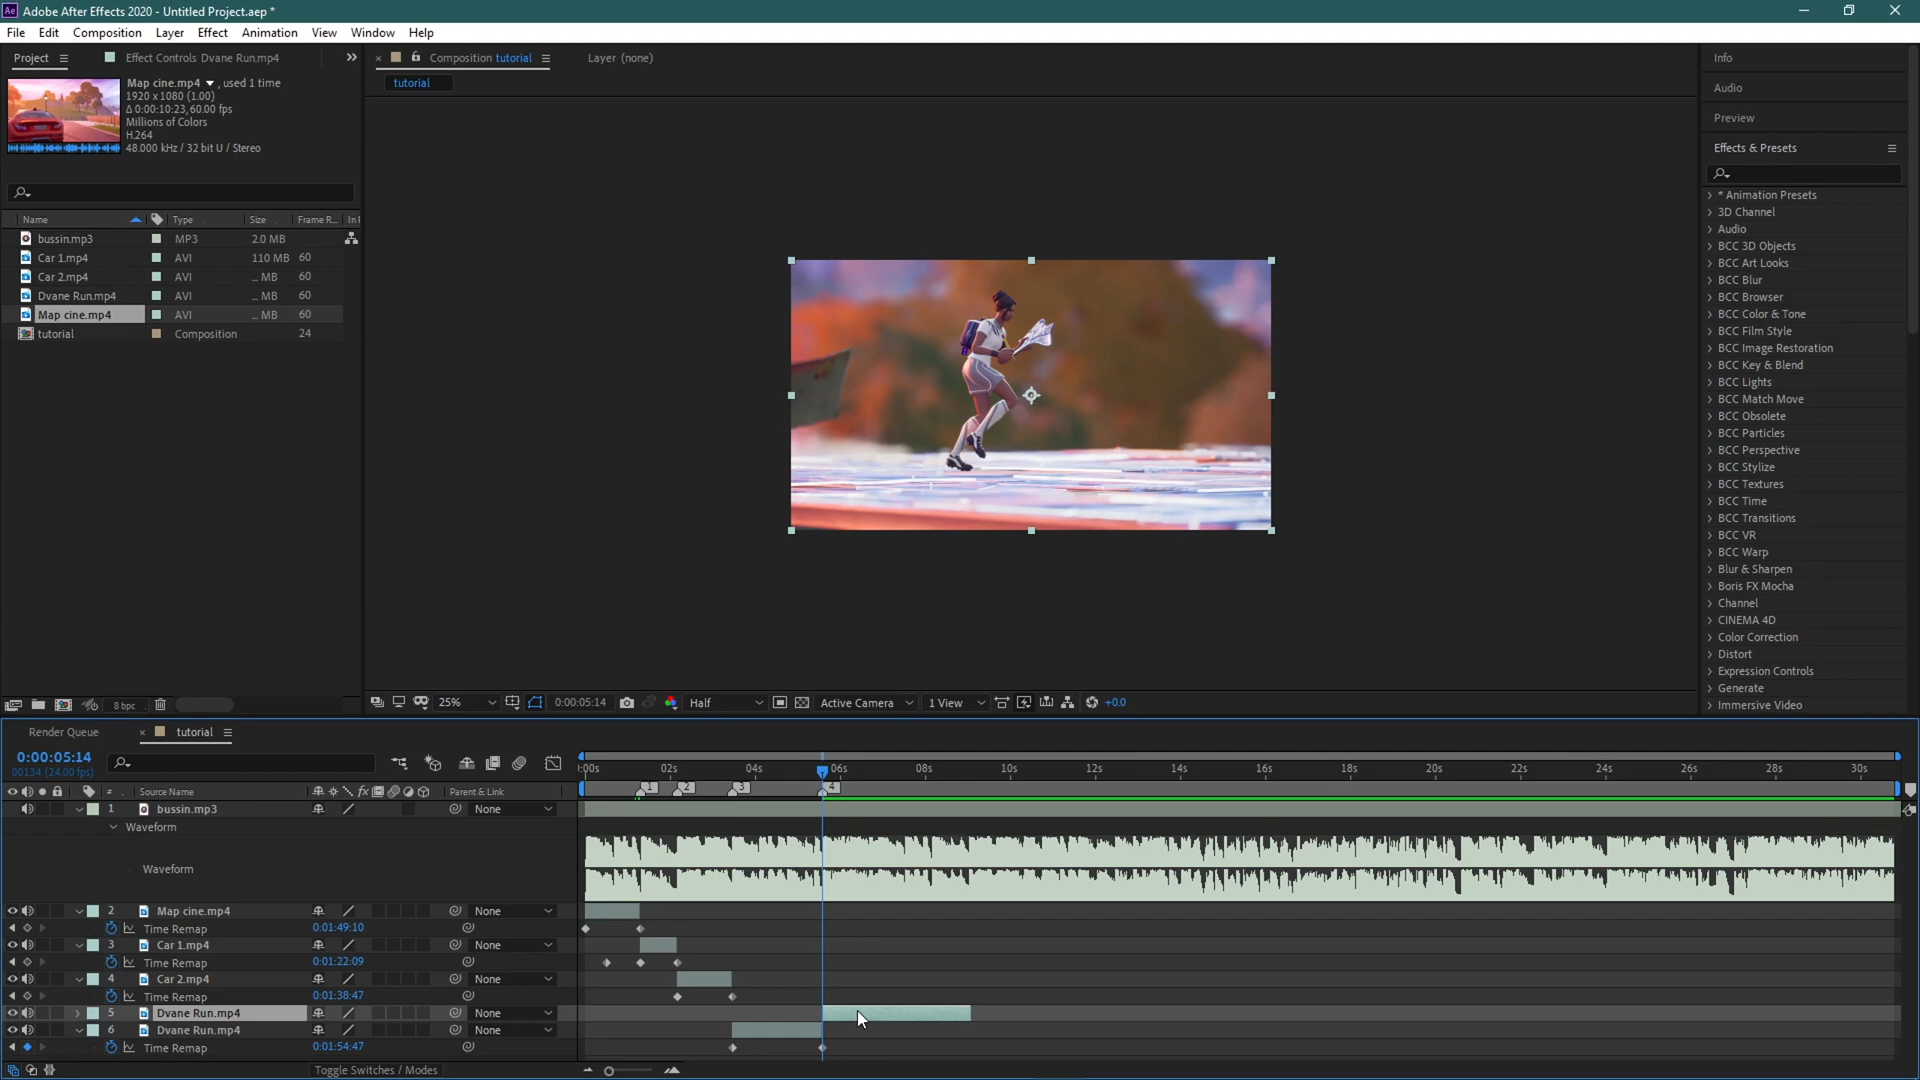 Adobe After Effects 2020 - Untitled Project.aep *
File Edit Composition Layer Effect Animation View Window Help
Project Effect Controls Dvane Run.mp4
Composition tutorial Layer (none)
tutorial
Map cine.mp4 , used 1 time
1920 x 1080 (1.00)
Δ 0:00:10:23, 60.00 fps
Millions of Colors
H.264
48.000 kHz / 32 bit U / Stereo
Name Type Size Frame R... In
bussin.mp3 MP3 2.0 MB
Car 1.mp4 AVI 110 MB 60
Car 2.mp4 AVI ... MB 60
Dvane Run.mp4 AVI ... MB 60
Map cine.mp4 AVI ... MB 60
tutorial Composition 24
8 bpc
25% 0:00:05:14 Half Active Camera 1 View +0.0
Info
Audio
Preview
Effects & Presets
* Animation Presets
3D Channel
Audio
BCC 3D Objects
BCC Art Looks
BCC Blur
BCC Browser
BCC Color & Tone
BCC Film Style
BCC Image Restoration
BCC Key & Blend
BCC Lights
BCC Match Move
BCC Obsolete
BCC Particles
BCC Perspective
BCC Stylize
BCC Textures
BCC Time
BCC Transitions
BCC VR
BCC Warp
Blur & Sharpen
Boris FX Mocha
Channel
CINEMA 4D
Color Correction
Distort
Expression Controls
Generate
Immersive Video
Render Queue tutorial
0:00:05:14
00134 (24.00 fps)
:00s 02s 04s 06s 08s 10s 12s 14s 16s 18s 20s 22s 24s 26s 28s 30s
# Source Name fx Parent & Link
1 2 3 4
1 bussin.mp3 None
Waveform
Waveform
2 Map cine.mp4 None
Time Remap 0:01:49:10
3 Car 1.mp4 None
Time Remap 0:01:22:09
4 Car 2.mp4 None
Time Remap 0:01:38:47
5 Dvane Run.mp4 None
6 Dvane Run.mp4 None
Time Remap 0:01:54:47
Toggle Switches / Modes